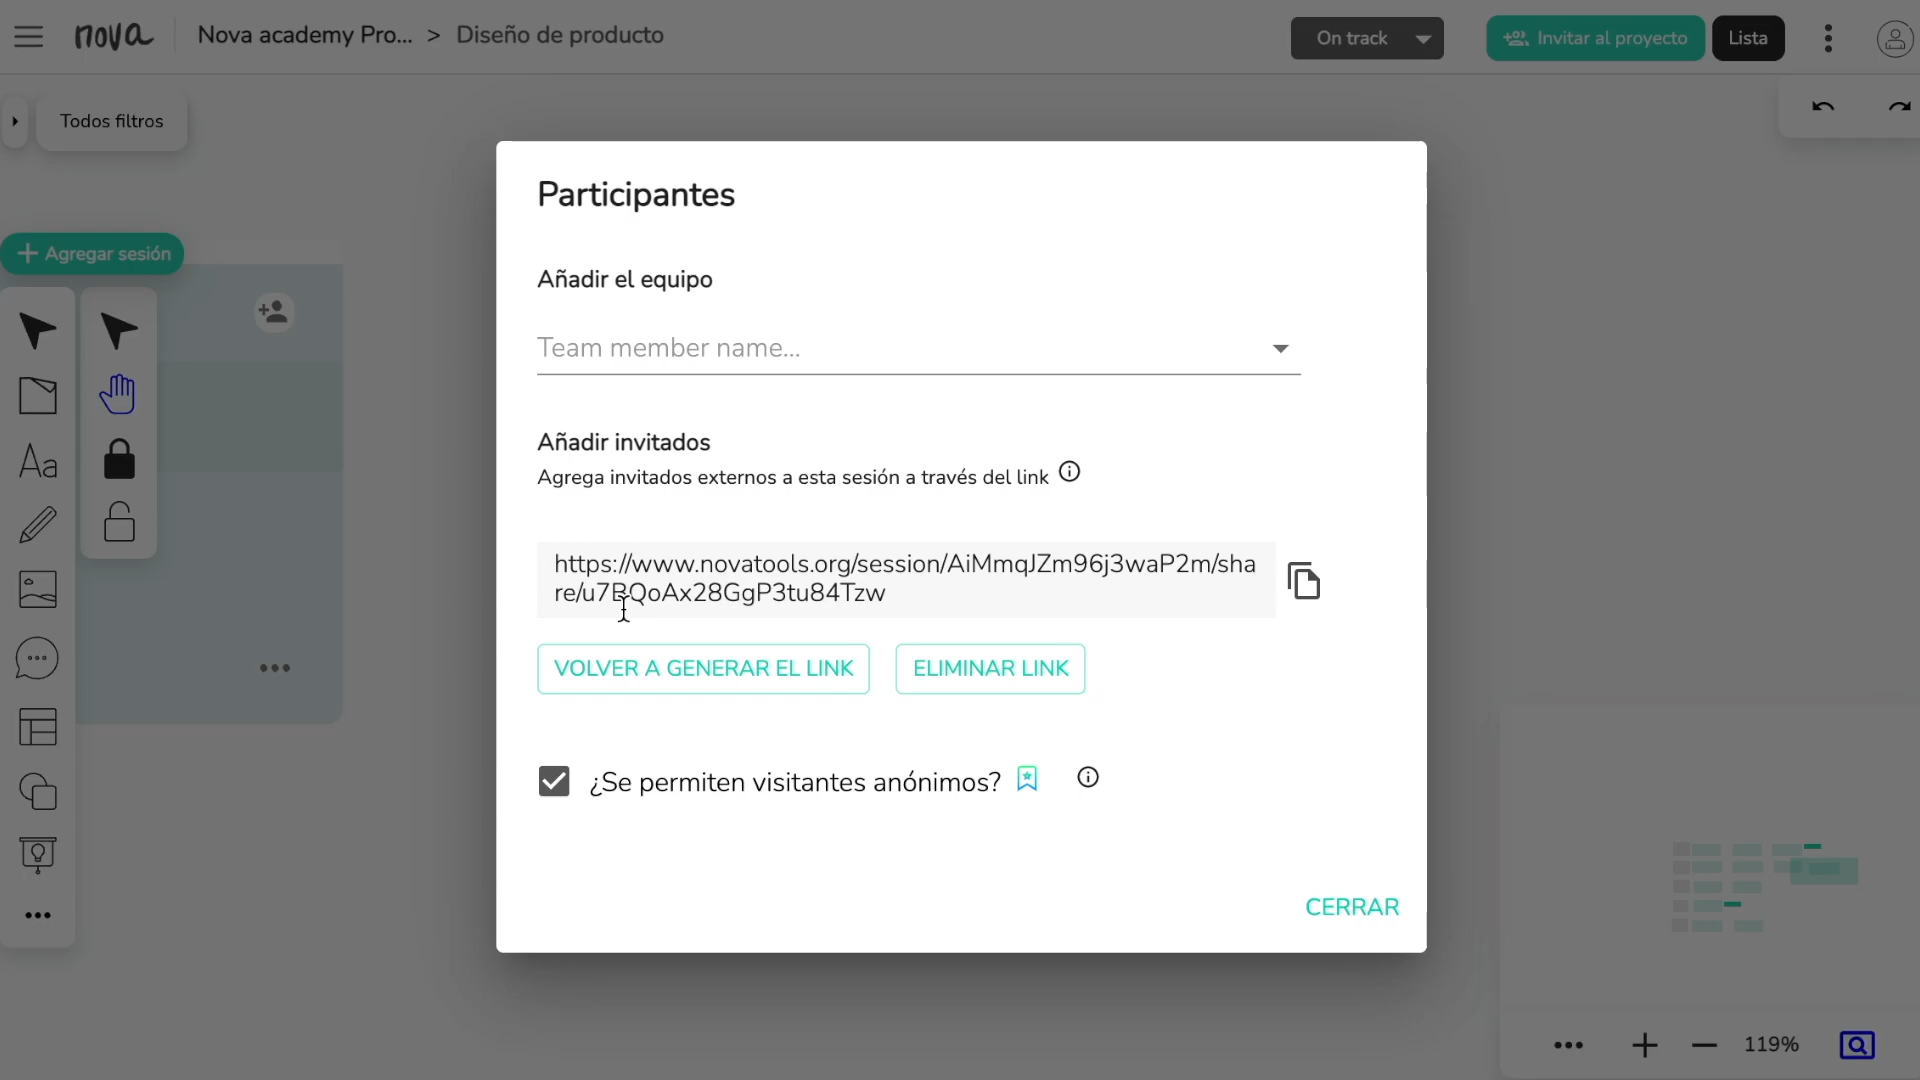 nova
Nova academy Pro... > Diseño de producto
On track
Invitar al proyecto
Lista
Todos filtros
Participantes
Añadir el equipo
+ Agregar sesión
Team member name...
Añadir invitados
Agrega invitados externos a esta sesión a través del link
Aa
https://www.novatools.org/session/AiMmqJZm96j3waP2m/sha
re/u7BQoAx28GgP3tu84Tzw
VOLVER A GENERAR EL LINK
ELIMINAR LINK
¿Se permiten visitantes anónimos?
CERRAR
119%